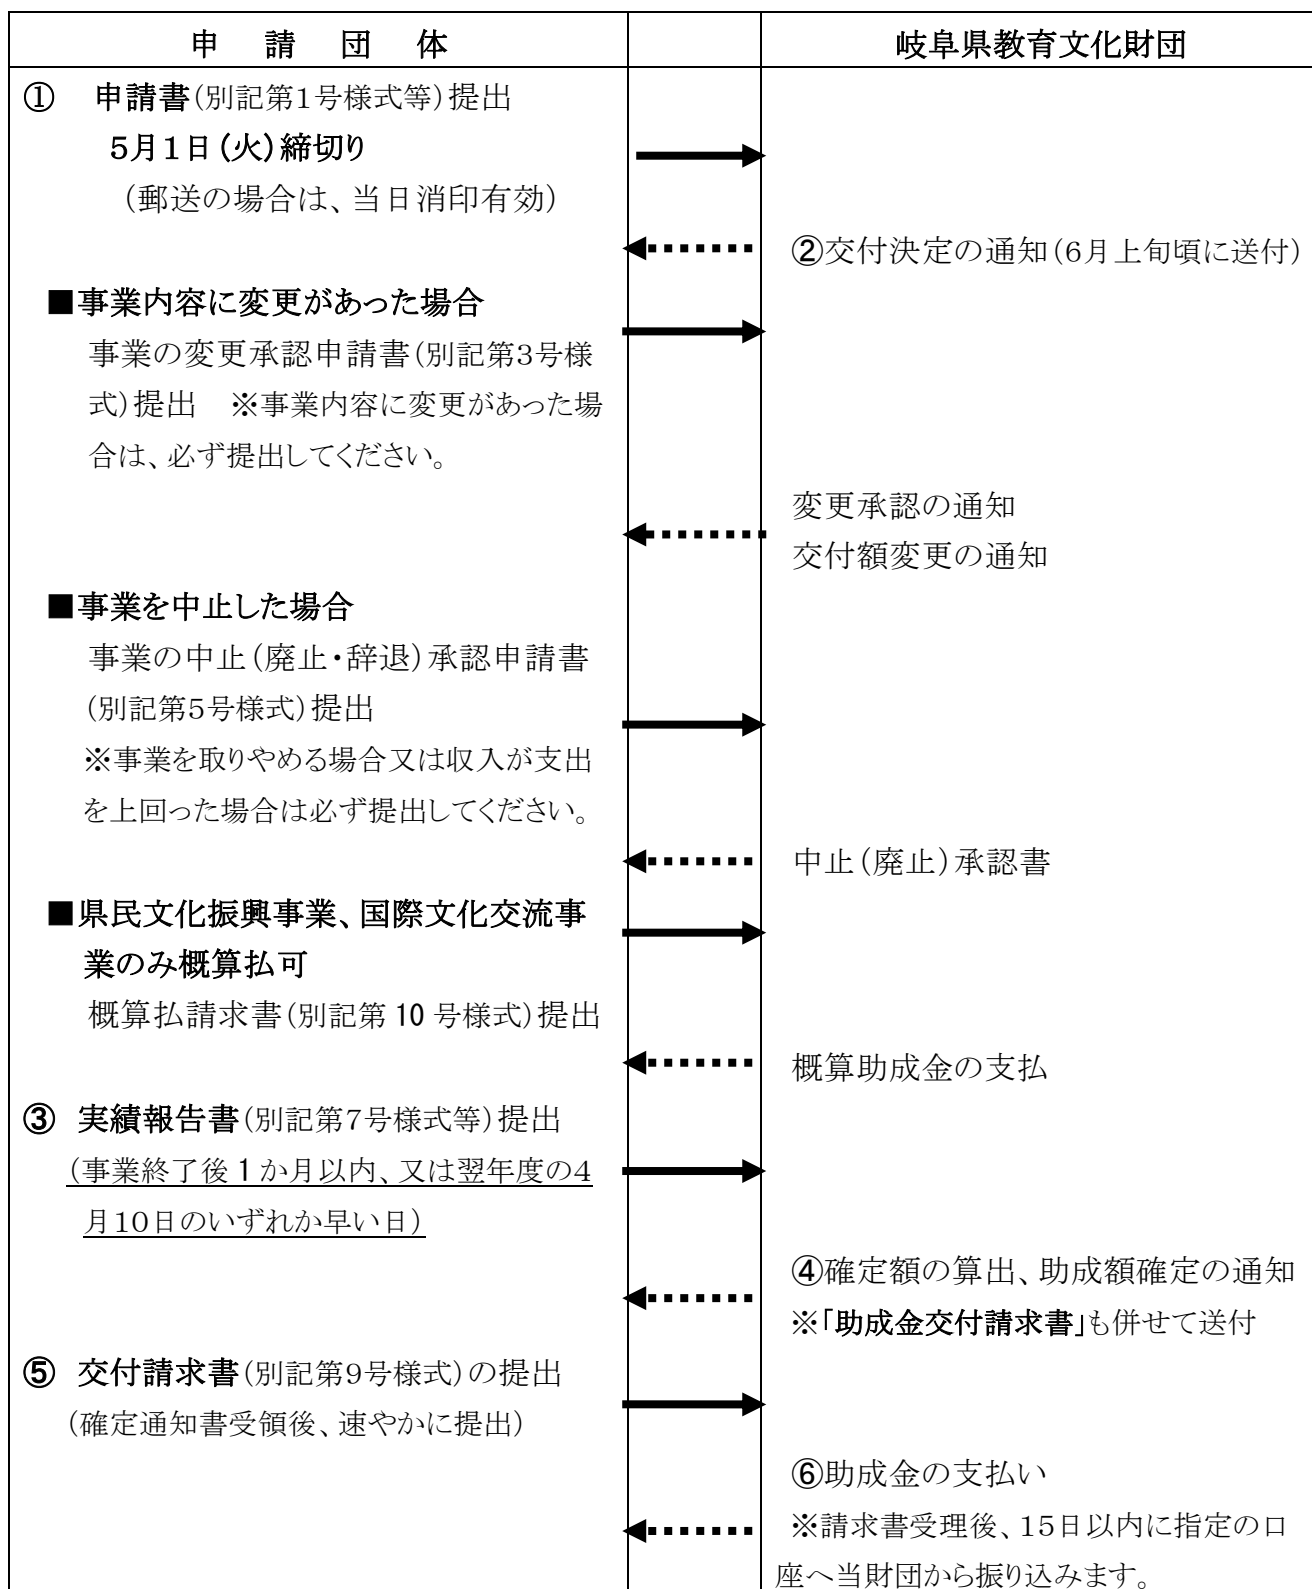 申　請　団　体
岐阜県教育文化財団
①　申請書(別記第1号様式等)提出
5月1日(火)締切り
(郵送の場合は、当日消印有効)
②交付決定の通知(6月上旬頃に送付)
■事業内容に変更があった場合
事業の変更承認申請書(別記第3号様
式)提出　※事業内容に変更があった場
合は、必ず提出してください。
変更承認の通知
交付額変更の通知
■事業を中止した場合
事業の中止(廃止・辞退)承認申請書
(別記第5号様式)提出
※事業を取りやめる場合又は収入が支出
を上回った場合は必ず提出してください。
中止(廃止)承認書
■県民文化振興事業、国際文化交流事
業のみ概算払可
概算払請求書(別記第 10 号様式)提出
概算助成金の支払
③ 実績報告書(別記第7号様式等)提出
(事業終了後 1 か月以内、又は翌年度の4
月10日のいずれか早い日)
④確定額の算出、助成額確定の通知
※「助成金交付請求書」も併せて送付
⑤ 交付請求書(別記第9号様式)の提出
(確定通知書受領後、速やかに提出)
⑥助成金の支払い
※請求書受理後、15日以内に指定の口
座へ当財団から振り込みます。